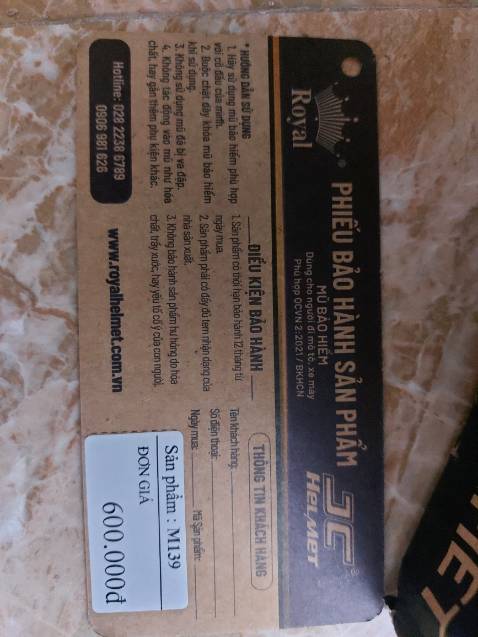 Royal
PHIẾU BẢO HÀNH SẢN PHẨM
MŨ BẢO HIỂM
Dùng cho người đi mô tô, xe máy
Phù hợp QCVN 2:2021/BKHCN
JC®
HELMET
* HƯỚNG DẪN SỬ DỤNG
1. Hãy sử dụng mũ bảo hiểm phù hợp
với cỡ đầu của mình.
2. Buộc chặt dây khóa mũ bảo hiểm
khi sử dụng.
3. Không sử dụng mũ đã bị va đập.
4. Không tác động vào mũ như hóa
chất, hay gắn thêm phụ kiện khác.
Hotline: 028 2238 6789
0906 981 626
ĐIỀU KIỆN BẢO HÀNH
1. Sản phẩm có thời hạn bảo hành 12 tháng từ
ngày mua.
2. Sản phẩm phải có đầy đủ tem nhận dạng của
nhà sản xuất.
3. Không bảo hành sản phẩm hư hỏng do hóa
chất, trầy xước, hay yếu tố cố ý của con người.
www.royalhelmet.com.vn
THÔNG TIN KHÁCH HÀNG
Tên khách hàng:
Số điện thoại:
Ngày mua: Mã Sản phẩm:
Sản phẩm : M139
ĐƠN GIÁ
600.000đ